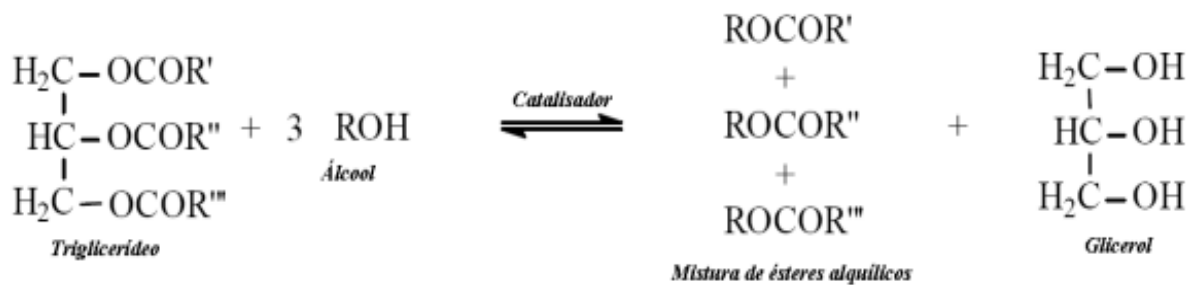 H₂C – OCOR'
HC – OCOR" + 3 ROH
H₂C – OCOR'"
Triglicerídeo
Álcool
Catalisador
ROCOR'
+
ROCOR"
+
ROCOR'"
Mistura de ésteres alquílicos
+
H₂C – OH
HC – OH
H₂C – OH
Glicerol